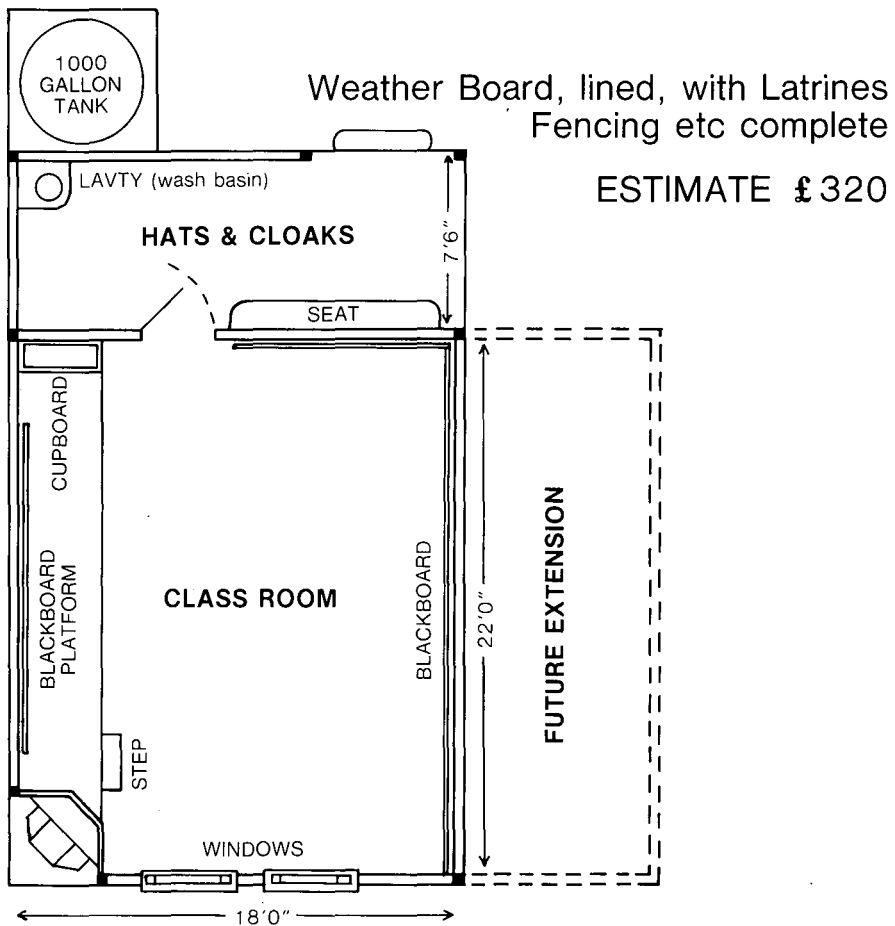 1000
GALLON
TANK
Weather Board, lined, with Latrines
Fencing etc complete
ESTIMATE £320
LAVTY (wash basin)
HATS & CLOAKS
7'6"
SEAT
CUPBOARD
BLACKBOARD
PLATFORM
CLASS ROOM
BLACKBOARD
22'0"
FUTURE EXTENSION
STEP
WINDOWS
18'0"